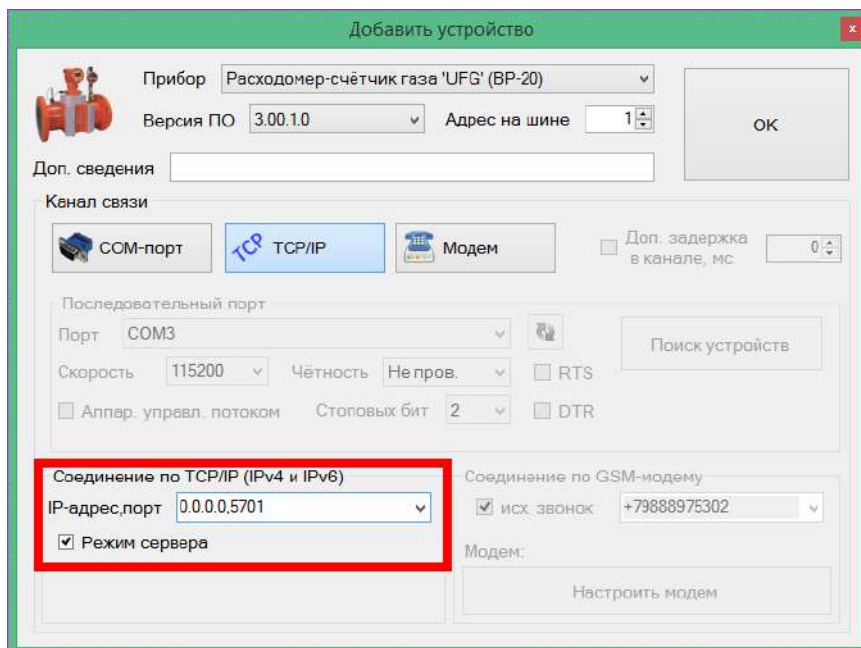 Добавить устройство
x
Прибор Расходомер-счётчик газа 'UFG' (ВР-20)
Версия ПО 3.00.1.0 Адрес на шине 1
OK
Доп. сведения
Канал связи
COM-порт TCP TCP/IP Модем Доп. задержка
в канале, мс 0
Последовательный порт
Порт COM3
Поиск устройств
Скорость 115200 Чётность Не пров. RTS
Аппар. управл. потоком Стоповых бит 2 DTR
Соединение по TCP/IP (IPv4 и IPv6) Соединение по GSM-модему
IP-адрес,порт 0.0.0.0,5701 исх. звонок +79888975302
Режим сервера
Модем:
Настроить модем